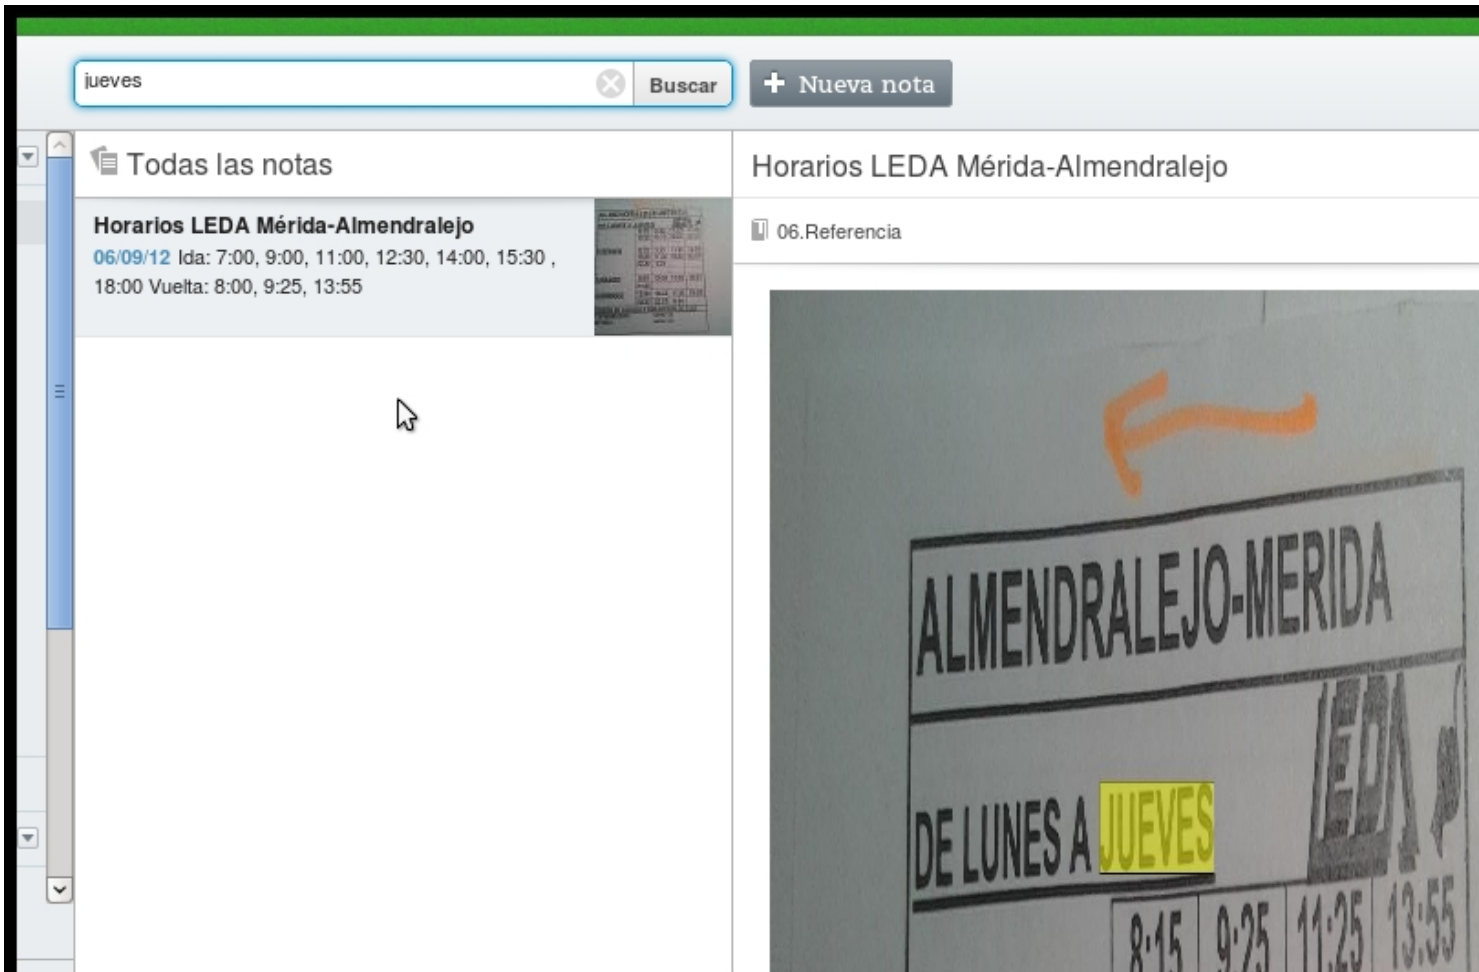 jueves
Buscar
+ Nueva nota
Todas las notas
Horarios LEDA Mérida-Almendralejo
06/09/12 Ida: 7:00, 9:00, 11:00, 12:30, 14:00, 15:30 ,
18:00 Vuelta: 8:00, 9:25, 13:55
Horarios LEDA Mérida-Almendralejo
06.Referencia
ALMENDRALEJO-MERIDA
LEDA
DE LUNES A JUEVES
8:15 9:25 11:25 13:55